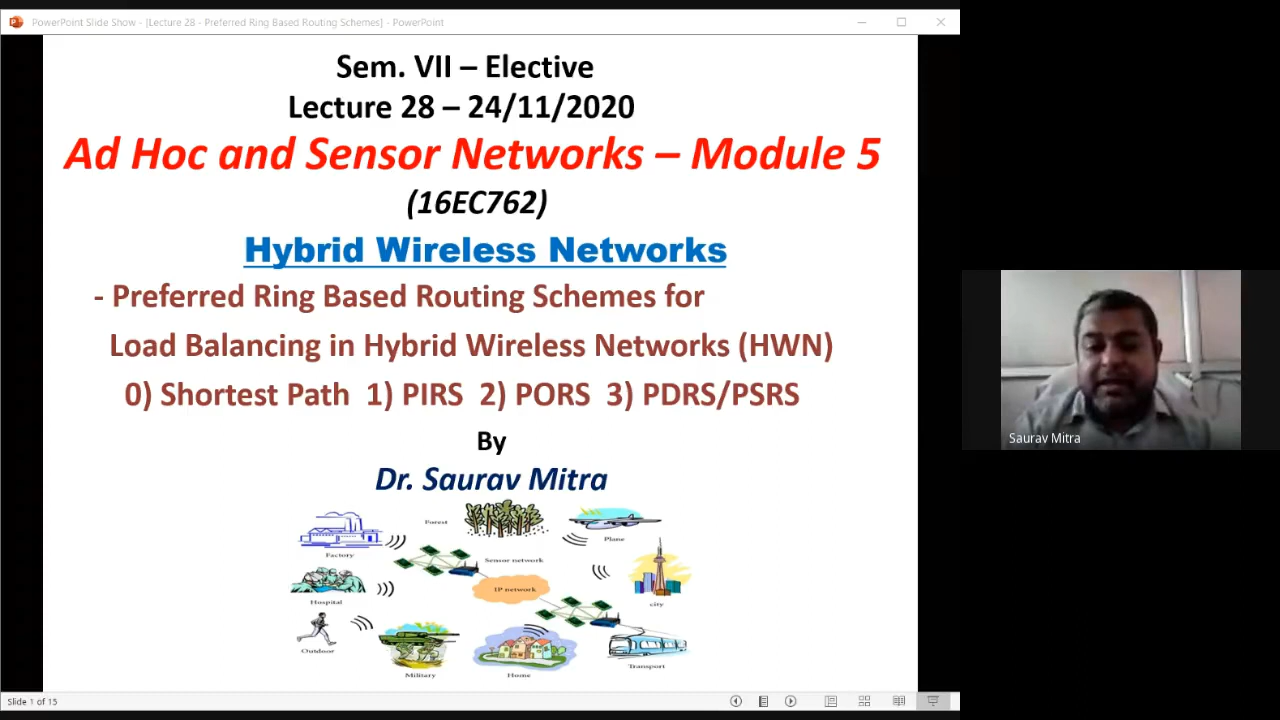 PowerPoint Slide Show - [Lecture 28 - Preferred Ring Based Routing Schemes] - PowerPoint
Sem. VII – Elective
Lecture 28 – 24/11/2020
Ad Hoc and Sensor Networks – Module 5
(16EC762)
Hybrid Wireless Networks
- Preferred Ring Based Routing Schemes for
Load Balancing in Hybrid Wireless Networks (HWN)
0) Shortest Path 1) PIRS 2) PORS 3) PDRS/PSRS
By
Dr. Saurav Mitra
Forest
Plane
Factory
Sensor network
IP network
Hospital
city
Outdoor
Military
Home
Transport
Slide 1 of 15
Saurav Mitra